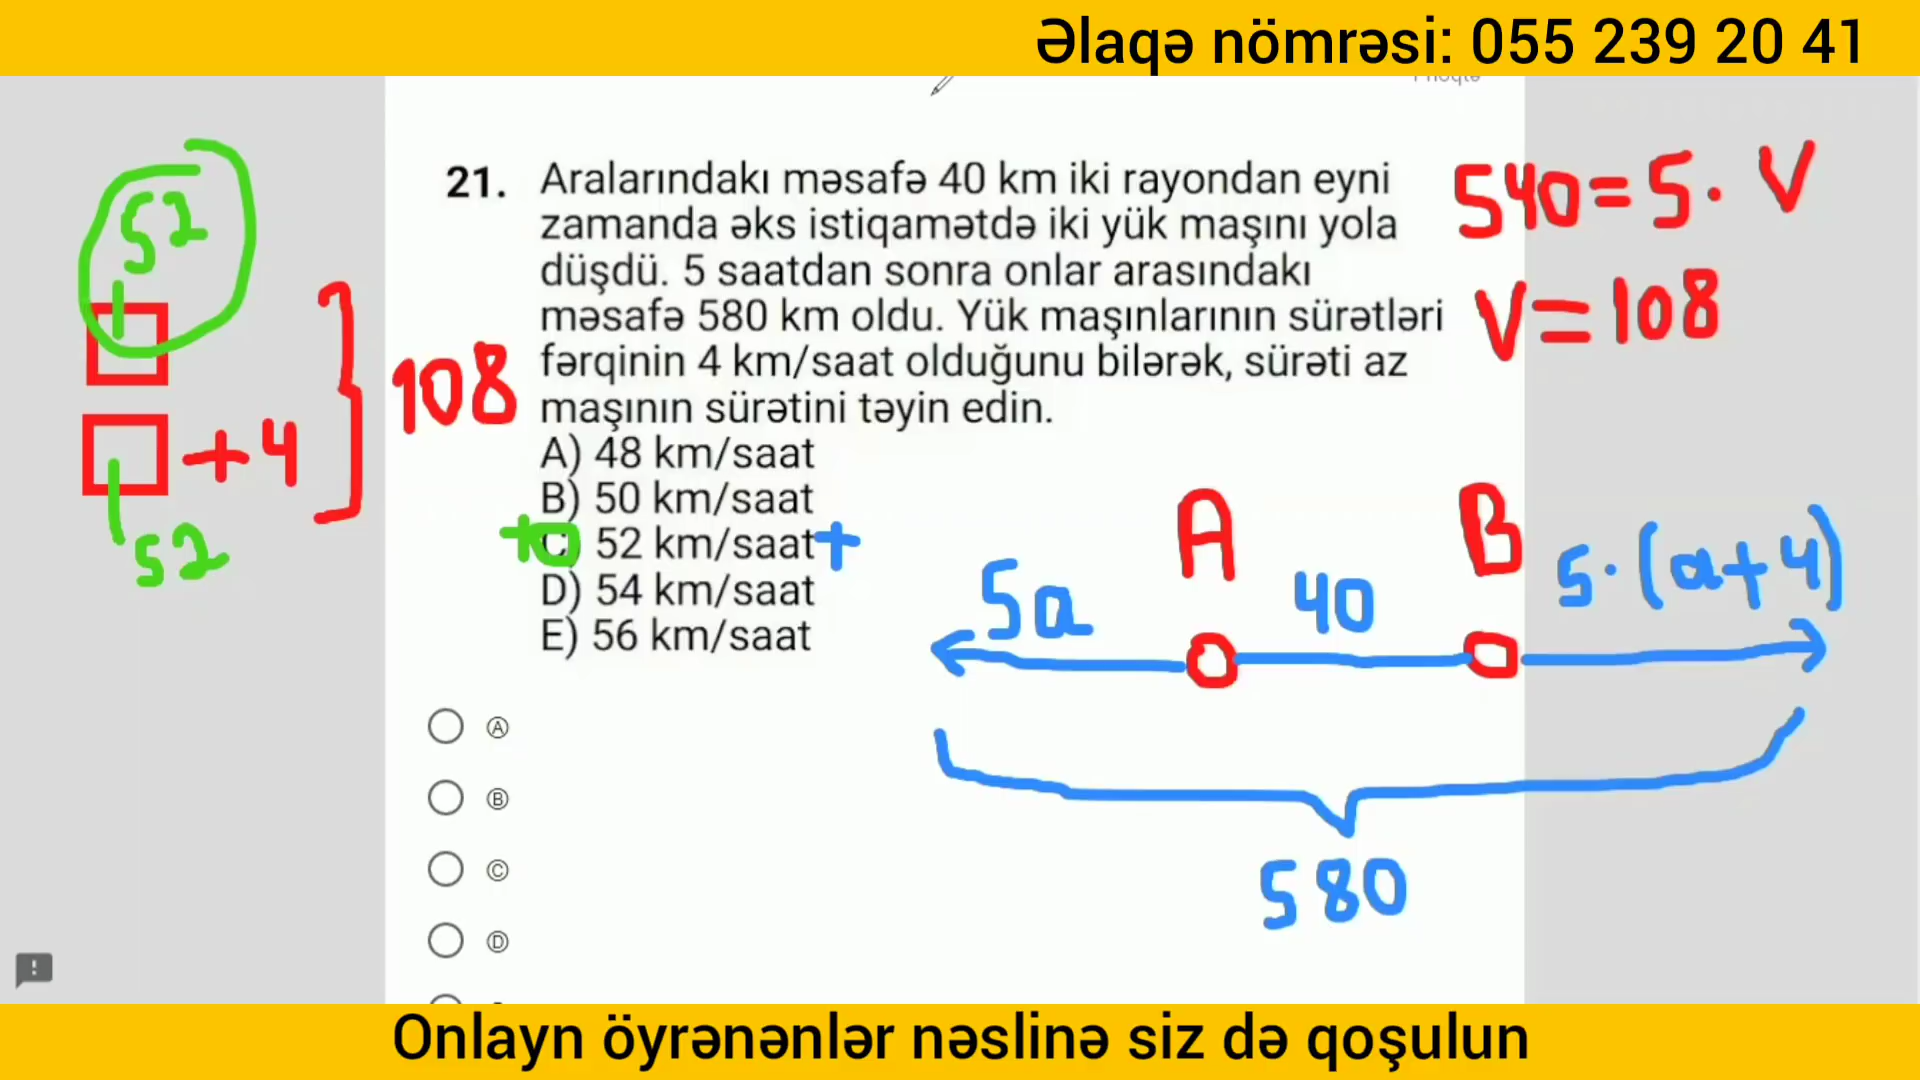 Əlaqə nömrəsi: 055 239 20 41
21. Aralarındakı məsafə 40 km iki rayondan eyni
zamanda əks istiqamətdə iki yük maşını yola
düşdü. 5 saatdan sonra onlar arasındakı
məsafə 580 km oldu. Yük maşınlarının sürətləri
fərqinin 4 km/saat olduğunu bilərək, sürəti az
maşının sürətini təyin edin.
A) 48 km/saat
B) 50 km/saat
C) 52 km/saat +
D) 54 km/saat
E) 56 km/saat
540=5·V
V=108
52
+4
52
108
A
B
5a
40
5·(a+4)
580
Ⓐ
Ⓑ
Ⓒ
Ⓓ
Onlayn öyrənənlər nəslinə siz də qoşulun